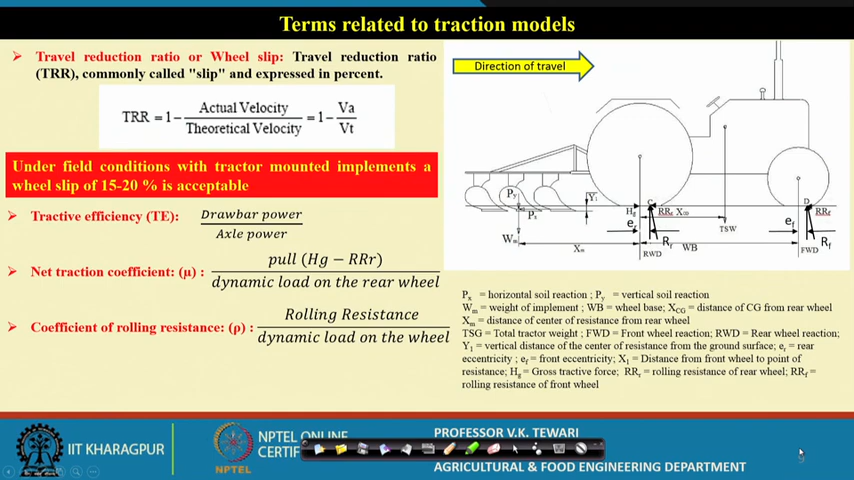 Terms related to traction models
➢ Travel reduction ratio or Wheel slip: Travel reduction ratio
(TRR), commonly called "slip" and expressed in percent.
TRR = 1 − Actual Velocity / Theoretical Velocity = 1 − Va / Vt
Under field conditions with tractor mounted implements a
wheel slip of 15-20 % is acceptable
➢ Tractive efficiency (TE): Drawbar power / Axle power
➢ Net traction coefficient: (μ) : pull (Hg − RRr) / dynamic load on the rear wheel
➢ Coefficient of rolling resistance: (ρ) : Rolling Resistance / dynamic load on the wheel
Direction of travel
Py
Px
Y1
Wm
Xm
Hg
C
RRr
XCG
er
Rr
RWD
WB
TSW
D
RRf
ef
Rf
FWD
Px = horizontal soil reaction ; Py = vertical soil reaction
Wm = weight of implement ; WB = wheel base; XCG = distance of CG from rear wheel
Xm = distance of center of resistance from rear wheel
TSG = Total tractor weight ; FWD = Front wheel reaction; RWD = Rear wheel reaction;
Y1 = vertical distance of the center of resistance from the ground surface; er = rear
eccentricity ; ef = front eccentricity; X1 = Distance from front wheel to point of
resistance; Hg = Gross tractive force; RRr = rolling resistance of rear wheel; RRf =
rolling resistance of front wheel
IIT KHARAGPUR
NPTEL
NPTEL ONLINE
CERTIF
PROFESSOR V.K. TEWARI
AGRICULTURAL & FOOD ENGINEERING DEPARTMENT